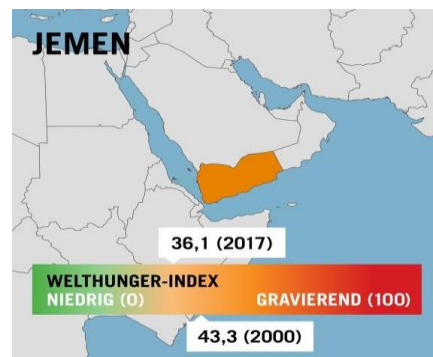 JEMEN
36,1 (2017)
WELTHUNGER-INDEX
NIEDRIG (0) GRAVIEREND (100)
43,3 (2000)